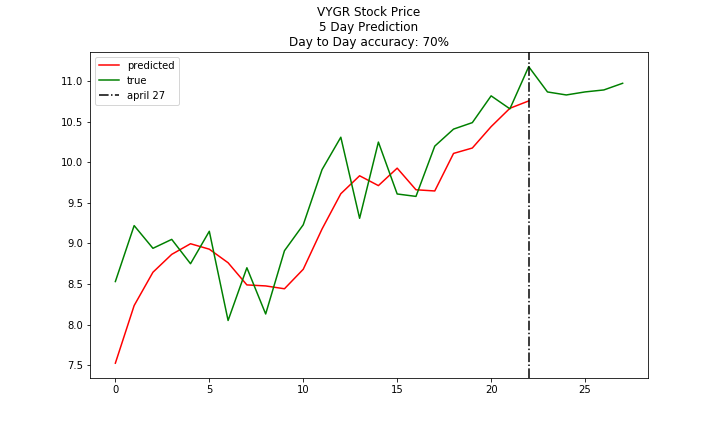 VYGR Stock Price
5 Day Prediction
Day to Day accuracy: 70%
predicted
true
april 27
11.0
10.5
10.0
9.5
9.0
8.5
8.0
7.5
0 5 10 15 20 25